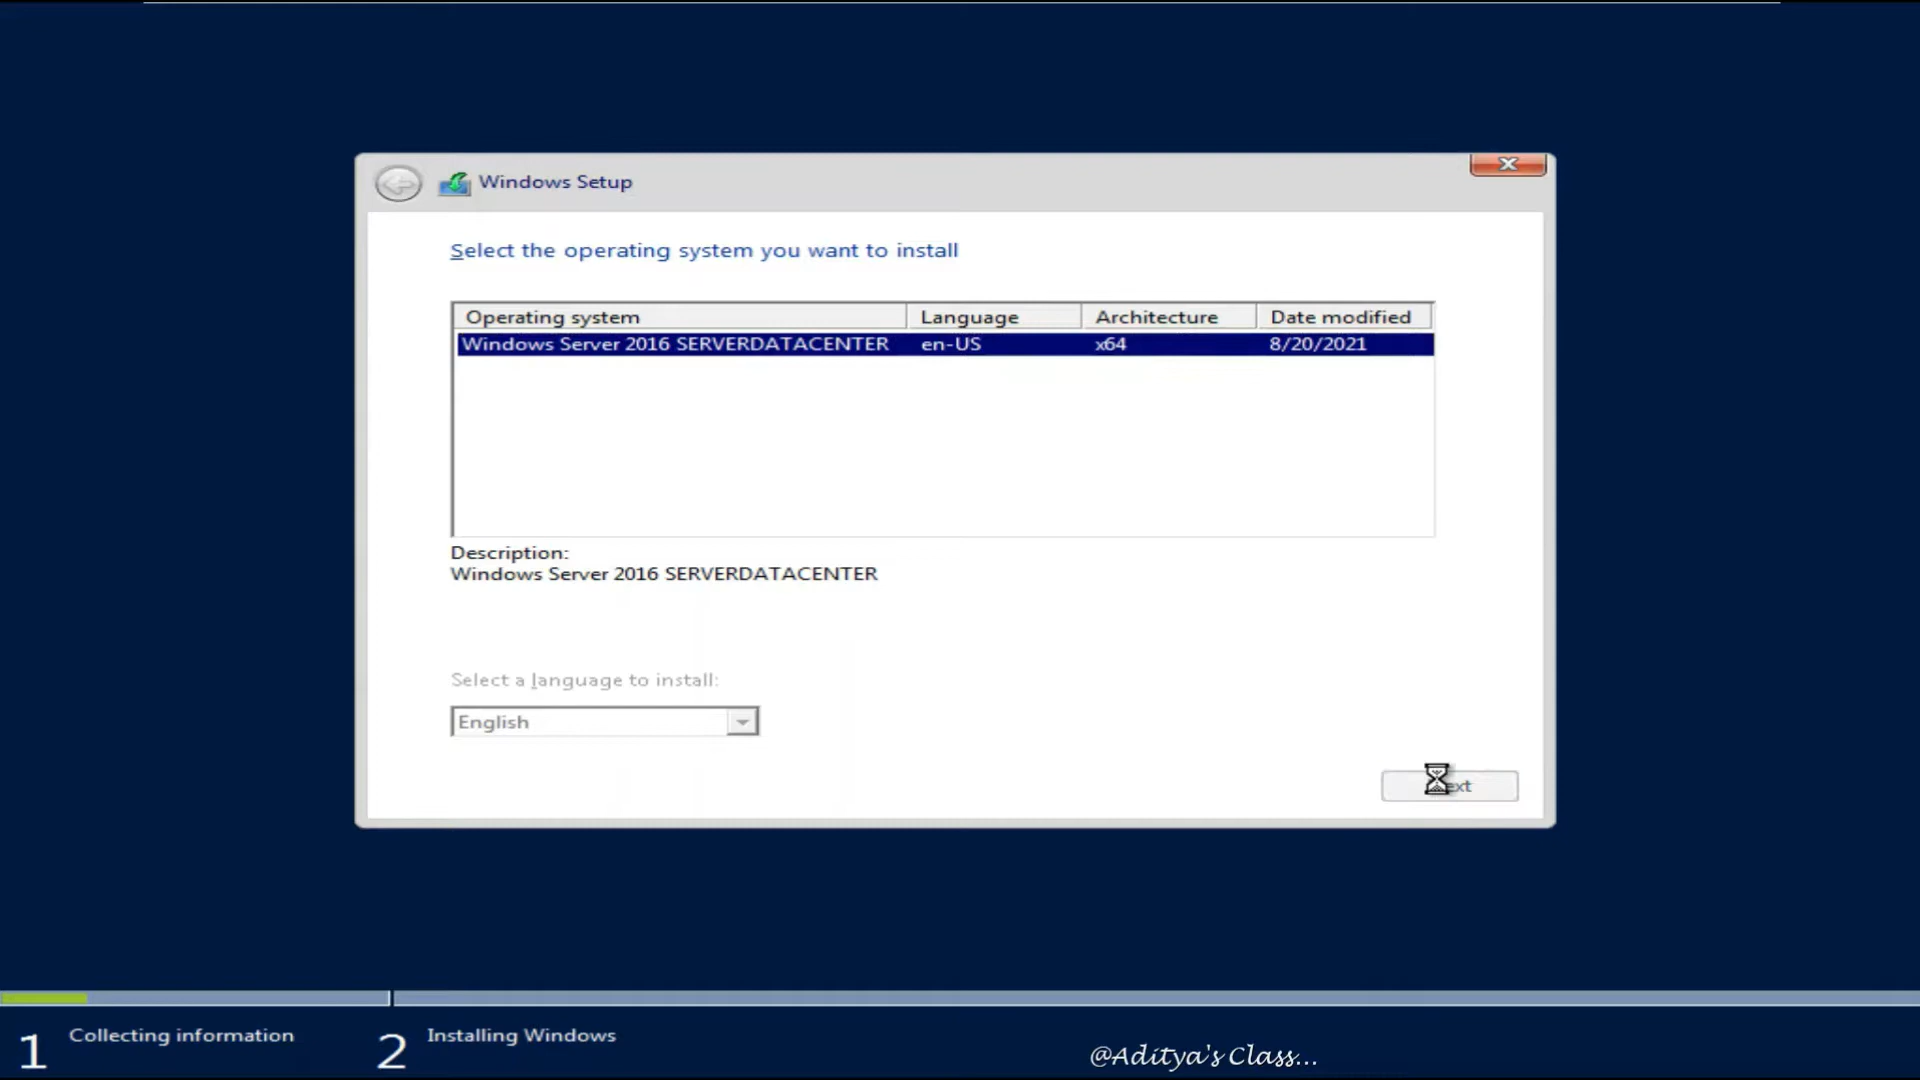 Windows Setup
Select the operating system you want to install
Operating system Language Architecture Date modified
Windows Server 2016 SERVERDATACENTER en-US x64 8/20/2021
Description:
Windows Server 2016 SERVERDATACENTER
Select a language to install:
English
1 Collecting information 2 Installing Windows
@Aditya's Class...